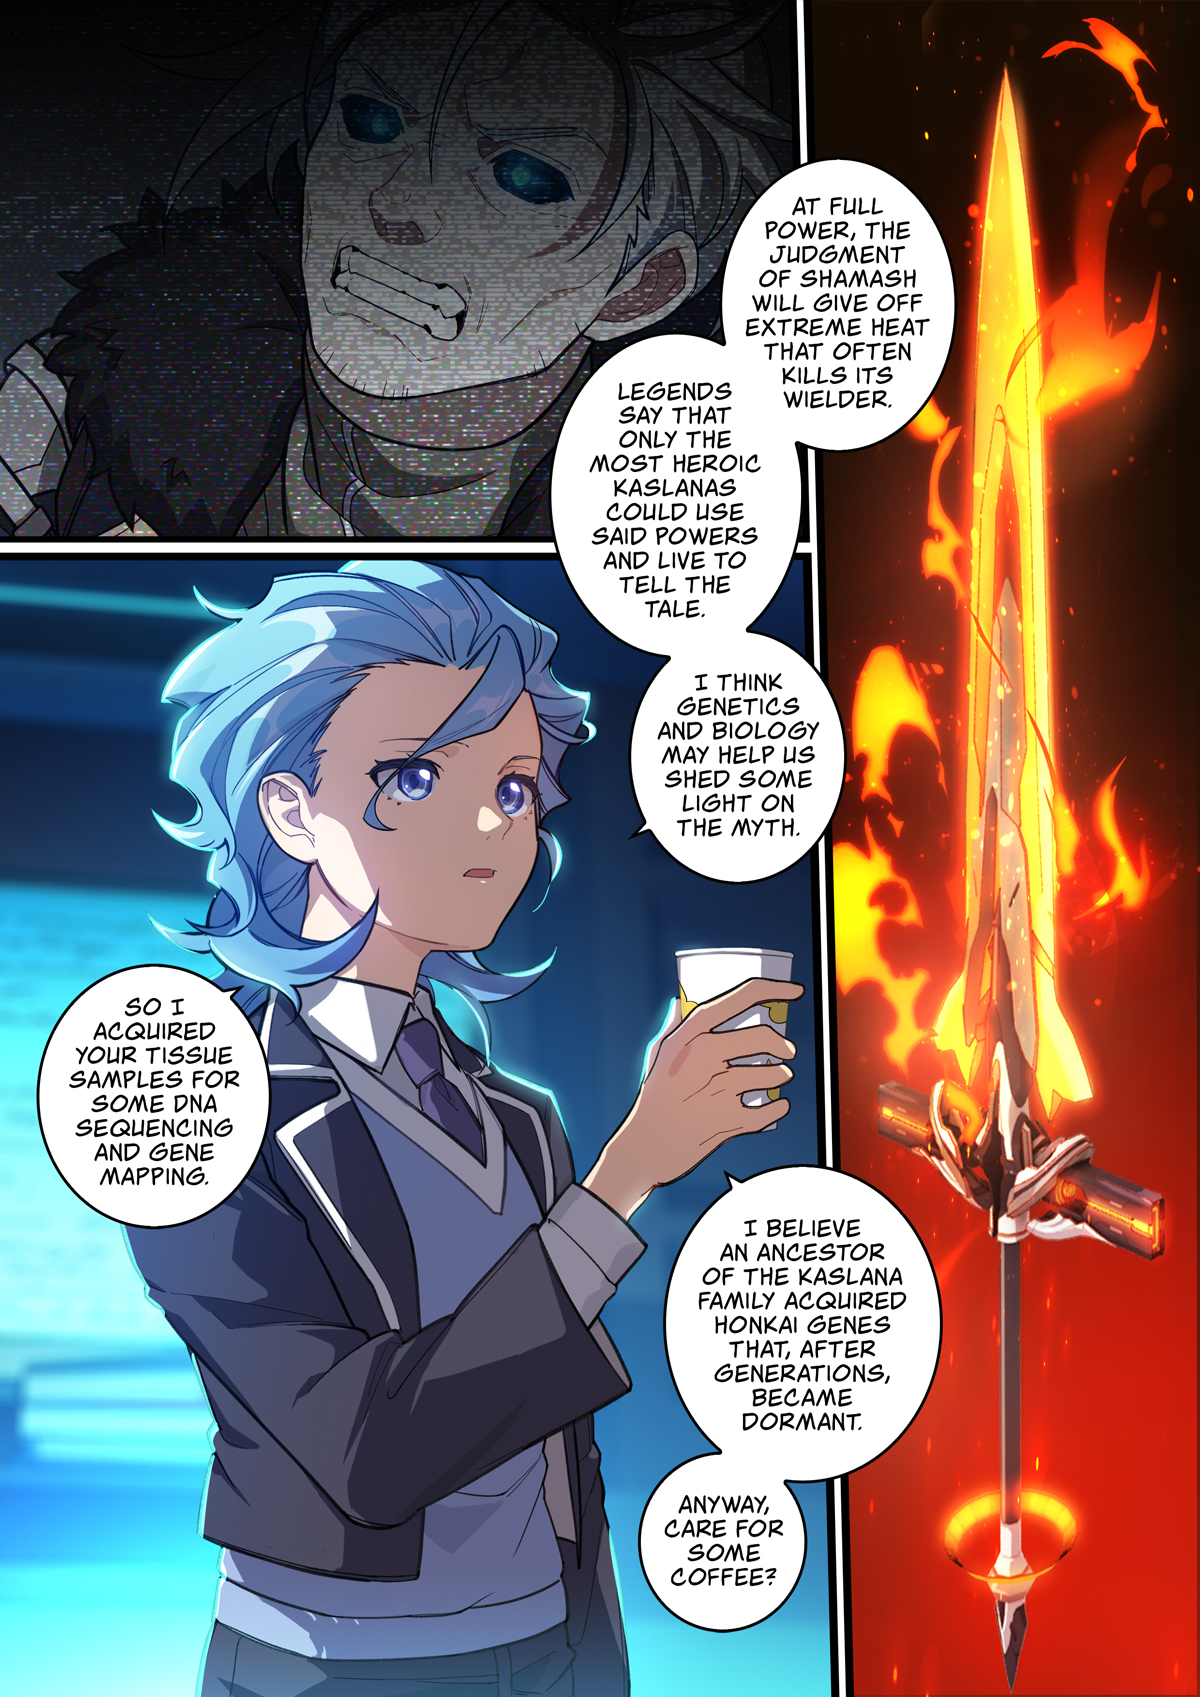 AT FULL
POWER, THE
JUDGMENT
OF SHAMASH
WILL GIVE OFF
EXTREME HEAT
THAT OFTEN
KILLS ITS
WIELDER.
LEGENDS
SAY THAT
ONLY THE
MOST HEROIC
KASLANAS
COULD USE
SAID POWERS
AND LIVE TO
TELL THE
TALE.
I THINK
GENETICS
AND BIOLOGY
MAY HELP US
SHED SOME
LIGHT ON
THE MYTH.
SO I
ACQUIRED
YOUR TISSUE
SAMPLES FOR
SOME DNA
SEQUENCING
AND GENE
MAPPING.
I BELIEVE
AN ANCESTOR
OF THE KASLANA
FAMILY ACQUIRED
HONKAI GENES
THAT, AFTER
GENERATIONS,
BECAME
DORMANT.
ANYWAY,
CARE FOR
SOME
COFFEE?